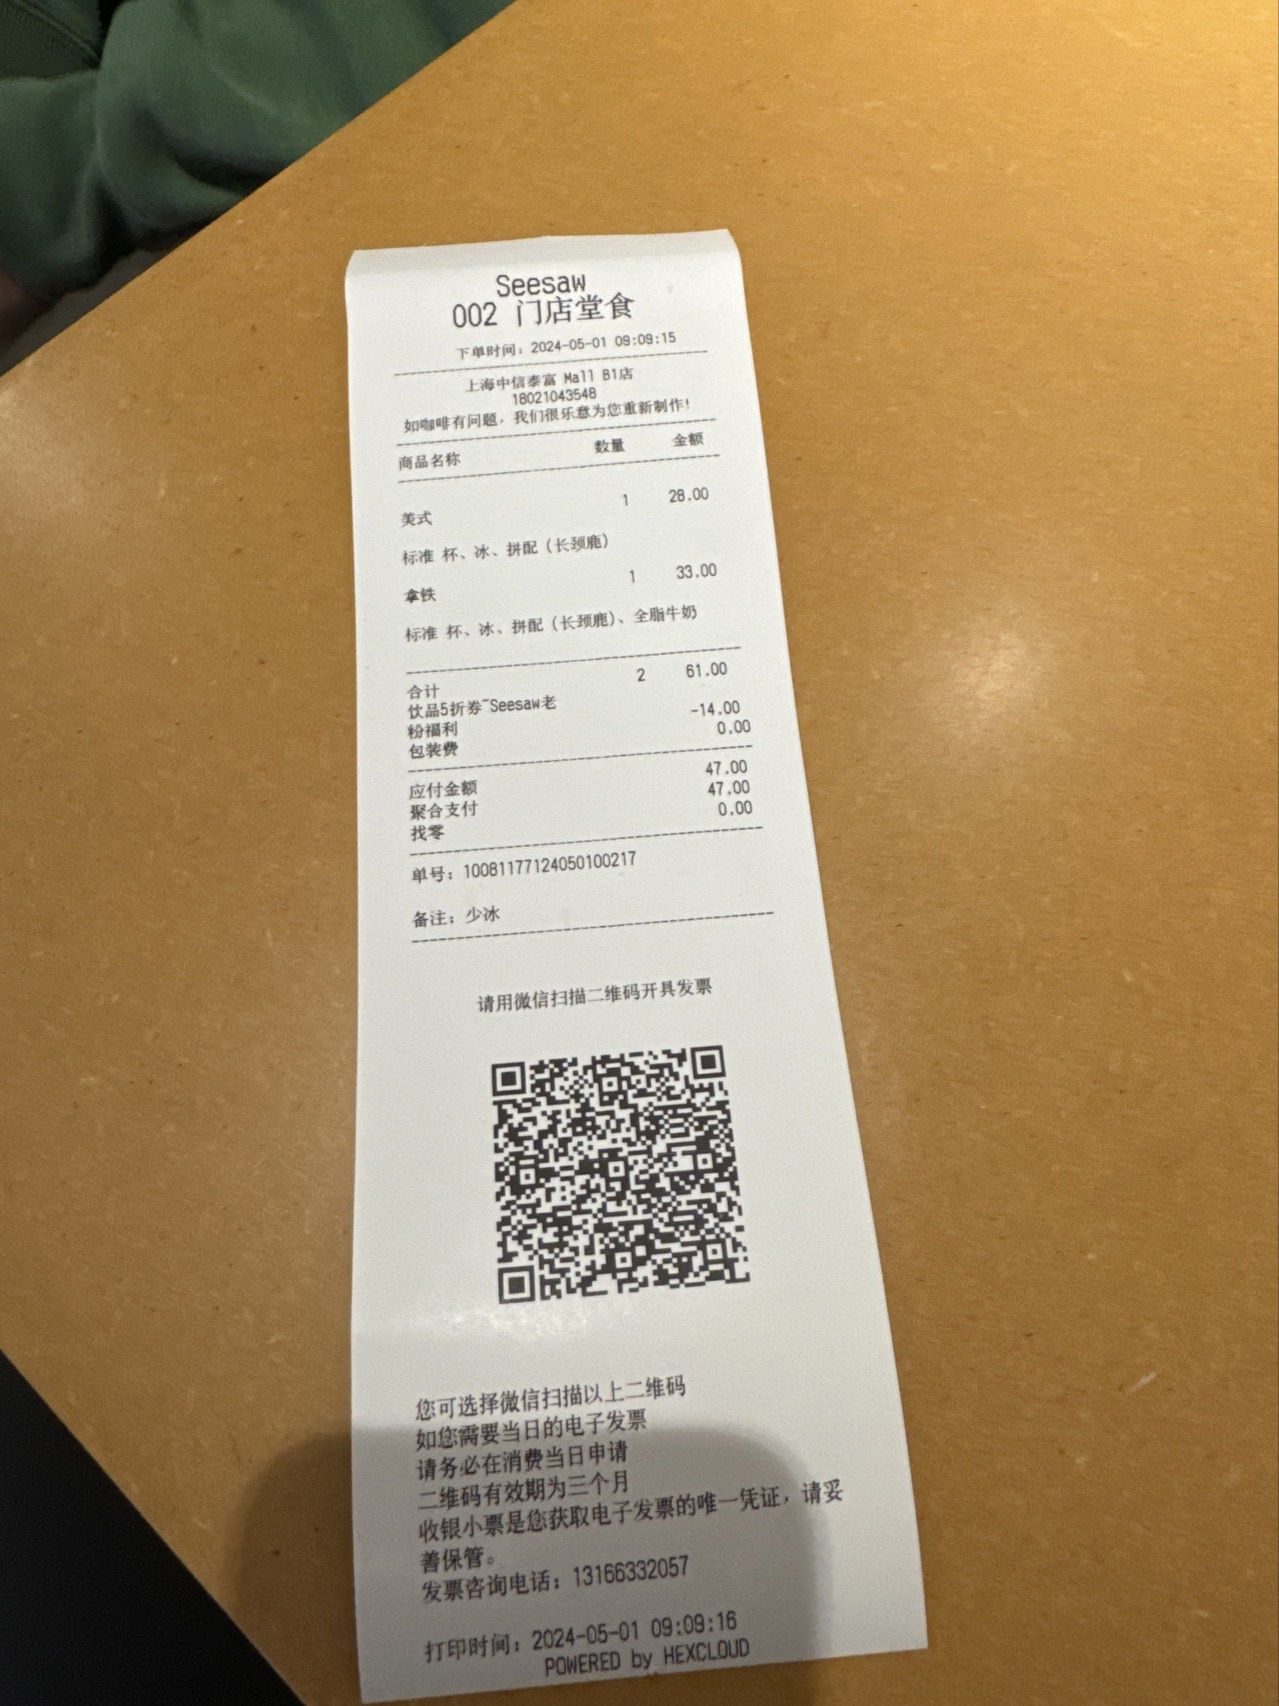 Seesaw
002 门店堂食
下单时间：2024-05-01 09:09:15
上海中信泰富 Mall B1店
18021043548
如咖啡有问题，我们很乐意为您重新制作！
商品名称 数量 金额
美式 1 28.00
标准 杯、冰、拼配（长颈鹿）
拿铁 1 33.00
标准 杯、冰、拼配（长颈鹿）、全脂牛奶
合计 2 61.00
饮品5折券~Seesaw老
粉福利 -14.00
包装费 0.00
应付金额 47.00
聚合支付 47.00
找零 0.00
单号：10081177124050100217
备注：少冰
请用微信扫描二维码开具发票
您可选择微信扫描以上二维码
如您需要当日的电子发票
请务必在消费当日申请
二维码有效期为三个月
收银小票是您获取电子发票的唯一凭证，请妥
善保管。
发票咨询电话：13166332057
打印时间：2024-05-01 09:09:16
POWERED by HEXCLOUD